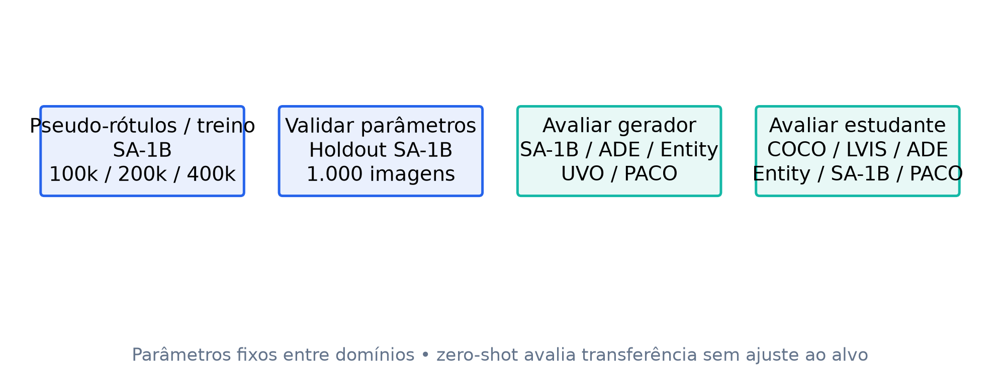 Pseudo-rótulos / treino
SA-1B
100k / 200k / 400k
Validar parâmetros
Holdout SA-1B
1.000 imagens
Avaliar gerador
SA-1B / ADE / Entity
UVO / PACO
Avaliar estudante
COCO / LVIS / ADE
Entity / SA-1B / PACO
Parâmetros fixos entre domínios • zero-shot avalia transferência sem ajuste ao alvo